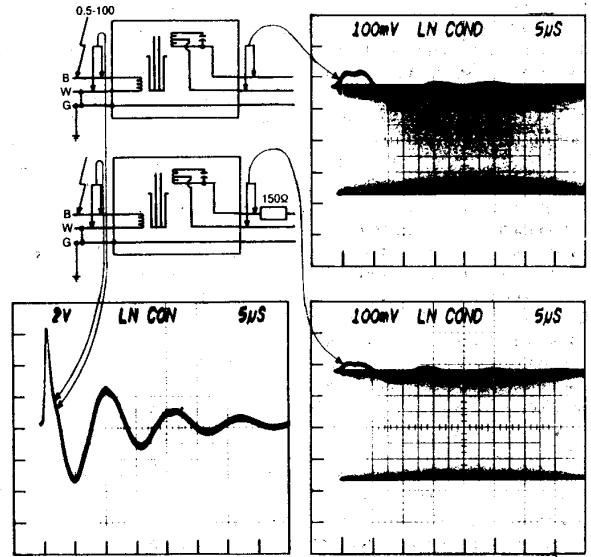 0.5-100
B
W
G
150Ω
B
W
G
100mV LN COND 5µS
2V LN CON 5µS
100mV LN COND 5µS